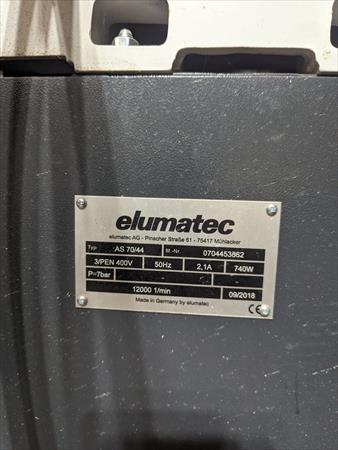 elumatec
elumatec AG - Pinacher Straße 61 - 75417 Mühlacker
Typ AS 70/44 M.-Nr. 0704453862
3/PEN 400V 50Hz 2,1A 740W
P=7bar - - -
12000 1/min 09/2018
Made in Germany by elumatec CE